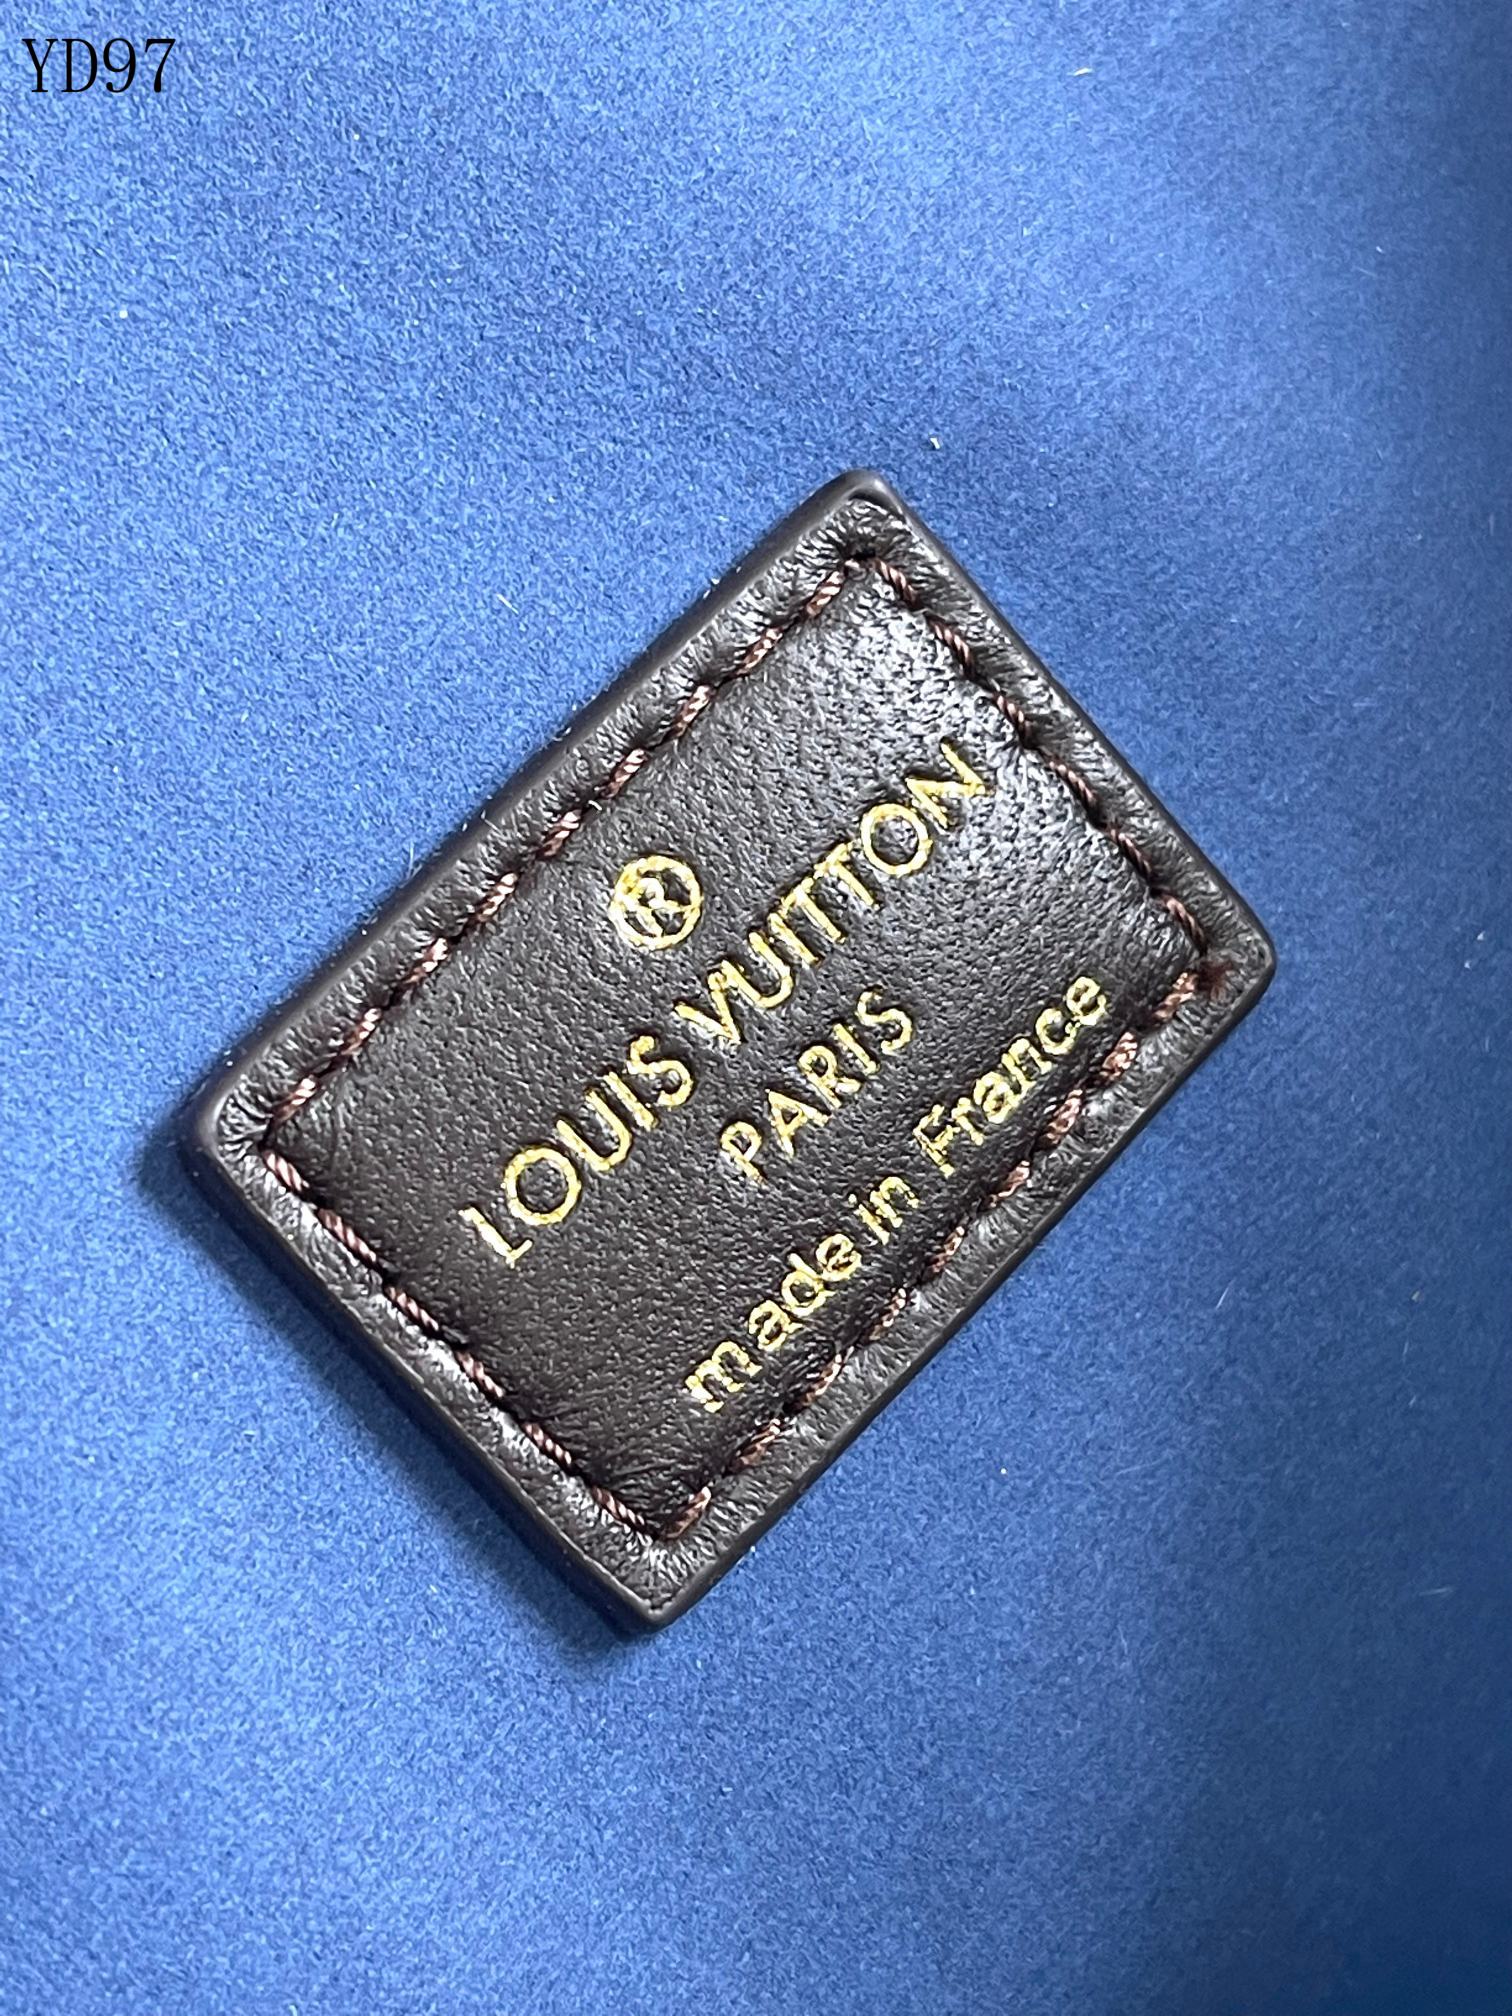 YD97
®
LOUIS VUITTON
PARIS
made in France